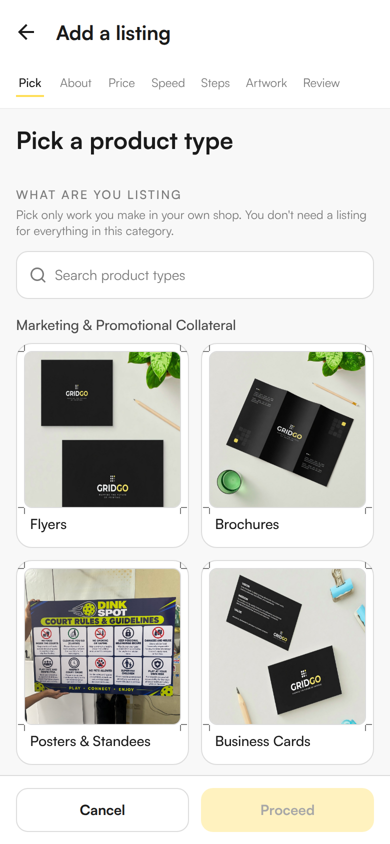 Add a listing
Pick About Price Speed Steps Artwork Review
Pick a product type
WHAT ARE YOU LISTING
Pick only work you make in your own shop. You don't need a listing
for everything in this category.
Search product types
Marketing & Promotional Collateral
GRIDGO
GRIDGO
Flyers
GRIDGO
Brochures
DINK
SPOT
COURT RULES & GUIDELINES
PLAY • CONNECT • ENJOY
Posters & Standees
GRIDGO
Business Cards
Cancel
Proceed